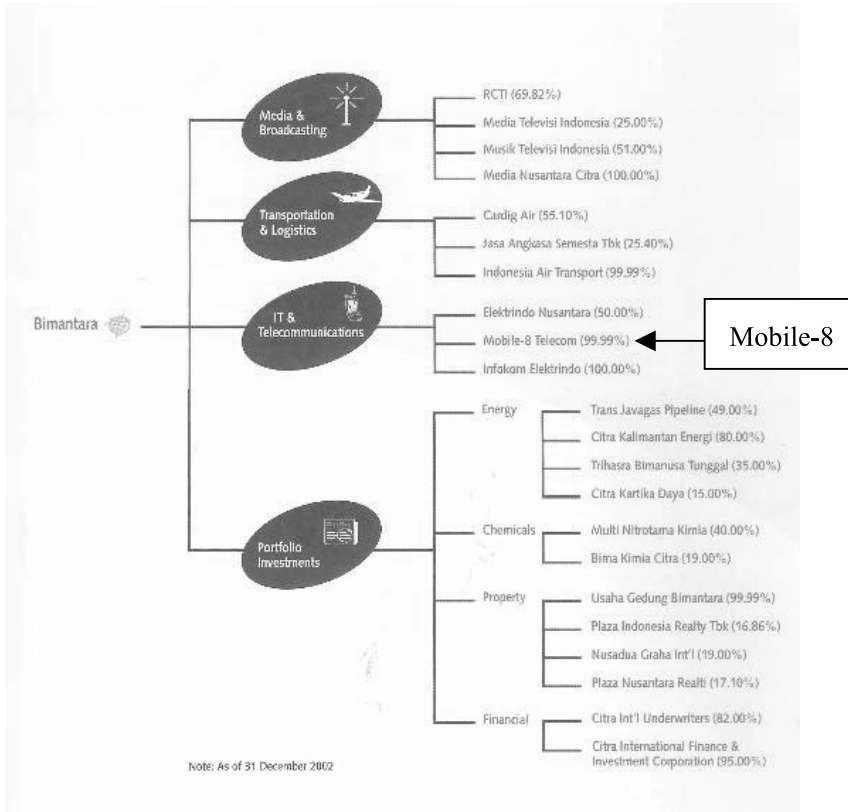 Media &
Broadcasting
RCTI (69.82%)
Media Televisi Indonesia (25.00%)
Musik Televisi Indonesia (51.00%)
Media Nusantara Citra (100.00%)
Transportation
& Logistics
Cardig Air (55.10%)
Jasa Angkasa Semesta Tbk (25.40%)
Indonesia Air Transport (99.99%)
Bimantara
IT &
Telecommunications
Elektrindo Nusantara (50.00%)
Mobile-8 Telecom (99.99%)
Infokom Elektrindo (100.00%)
Mobile-8
Portfolio
Investments
Energy
Trans Javagas Pipeline (49.00%)
Citra Kalimantan Energi (80.00%)
Trihasra Bimanusa Tunggal (35.00%)
Citra Kartika Daya (15.00%)
Chemicals
Multi Nitrotama Kimia (40.00%)
Bima Kimia Citra (19.00%)
Property
Usaha Gedung Bimantara (99.99%)
Plaza Indonesia Realty Tbk (16.86%)
Nusadua Graha Int'l (19.00%)
Plaza Nusantara Realti (17.10%)
Financial
Citra Int'l Underwriters (82.00%)
Citra International Finance &
Investment Corporation (95.00%)
Note: As of 31 December 2002